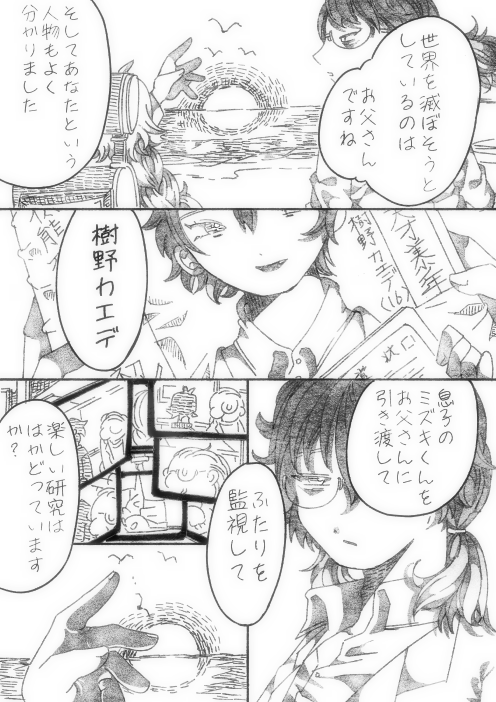 世界を滅ぼそうと
しているのは
お父さん
ですね
そしてあなたという
人物もよく
分かりました
天才美少年
樹野カエデ
(16)
樹野カエデ
息子の
ミズキくんを
お父さんに
引き渡して
ふたりを
監視して
楽しい研究は
はかどっています
か?